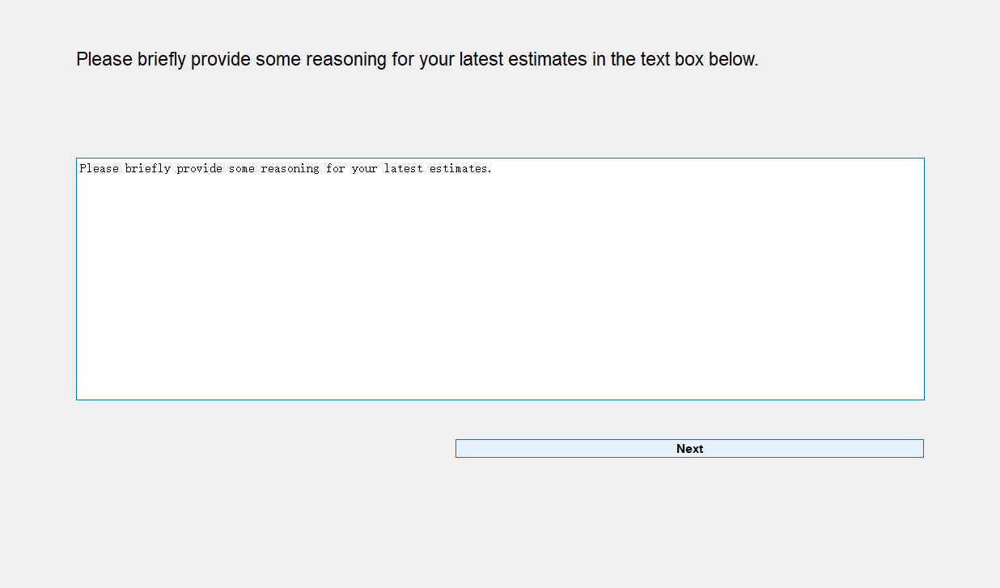 Please briefly provide some reasoning for your latest estimates in the text box below.
Please briefly provide some reasoning for your latest estimates.
Next